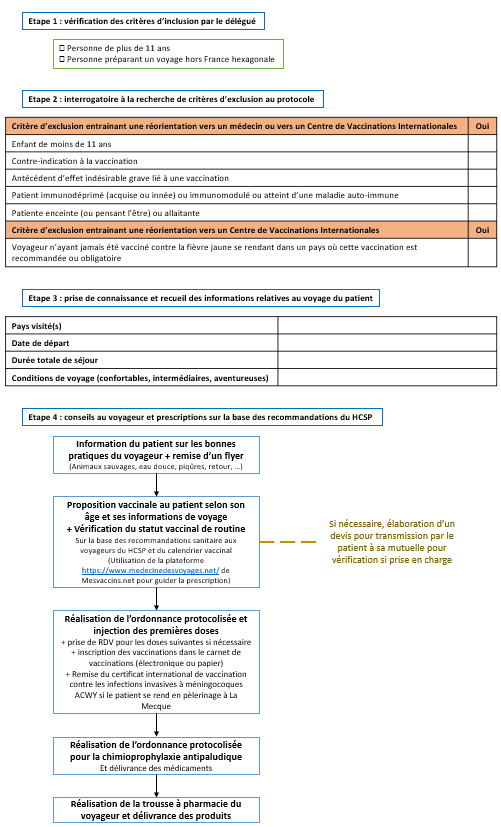 Etape 1 : vérification des critères d'inclusion par le délégué
☐ Personne de plus de 11 ans
☐ Personne préparant un voyage hors France hexagonale
Etape 2 : interrogatoire à la recherche de critères d'exclusion au protocole
Critère d'exclusion entrainant une réorientation vers un médecin ou vers un Centre de Vaccinations Internationales Oui
Enfant de moins de 11 ans
Contre-indication à la vaccination
Antécédent d'effet indésirable grave lié à une vaccination
Patient immunodéprimé (acquise ou innée) ou immunomodulé ou atteint d'une maladie auto-immune
Patiente enceinte (ou pensant l'être) ou allaitante
Critère d'exclusion entrainant une réorientation vers un Centre de Vaccinations Internationales Oui
Voyageur n'ayant jamais été vacciné contre la fièvre jaune se rendant dans un pays où cette vaccination est
recommandée ou obligatoire
Etape 3 : prise de connaissance et recueil des informations relatives au voyage du patient
Pays visité(s)
Date de départ
Durée totale de séjour
Conditions de voyage (confortables, intermédiaires, aventureuses)
Etape 4 : conseils au voyageur et prescriptions sur la base des recommandations du HCSP
Information du patient sur les bonnes
pratiques du voyageur + remise d'un flyer
(Animaux sauvages, eau douce, piqûres, retour, …)
Proposition vaccinale au patient selon son
âge et ses informations de voyage
+ Vérification du statut vaccinal de routine
Sur la base des recommandations sanitaire aux
voyageurs du HCSP et du calendrier vaccinal
(Utilisation de la plateforme
https://www.medecinedesvoyages.net/ de
Mesvaccins.net pour guider la prescription)
Si nécessaire, élaboration d'un
devis pour transmission par le
patient à sa mutuelle pour
vérification si prise en charge
Réalisation de l'ordonnance protocolisée et
injection des premières doses
+ prise de RDV pour les doses suivantes si nécessaire
+ inscription des vaccinations dans le carnet de
vaccinations (électronique ou papier)
+ Remise du certificat international de vaccination
contre les infections invasives à méningocoques
ACWY si le patient se rend en pèlerinage à La
Mecque
Réalisation de l'ordonnance protocolisée
pour la chimioprophylaxie antipaludique
Et délivrance des médicaments
Réalisation de la trousse à pharmacie du
voyageur et délivrance des produits